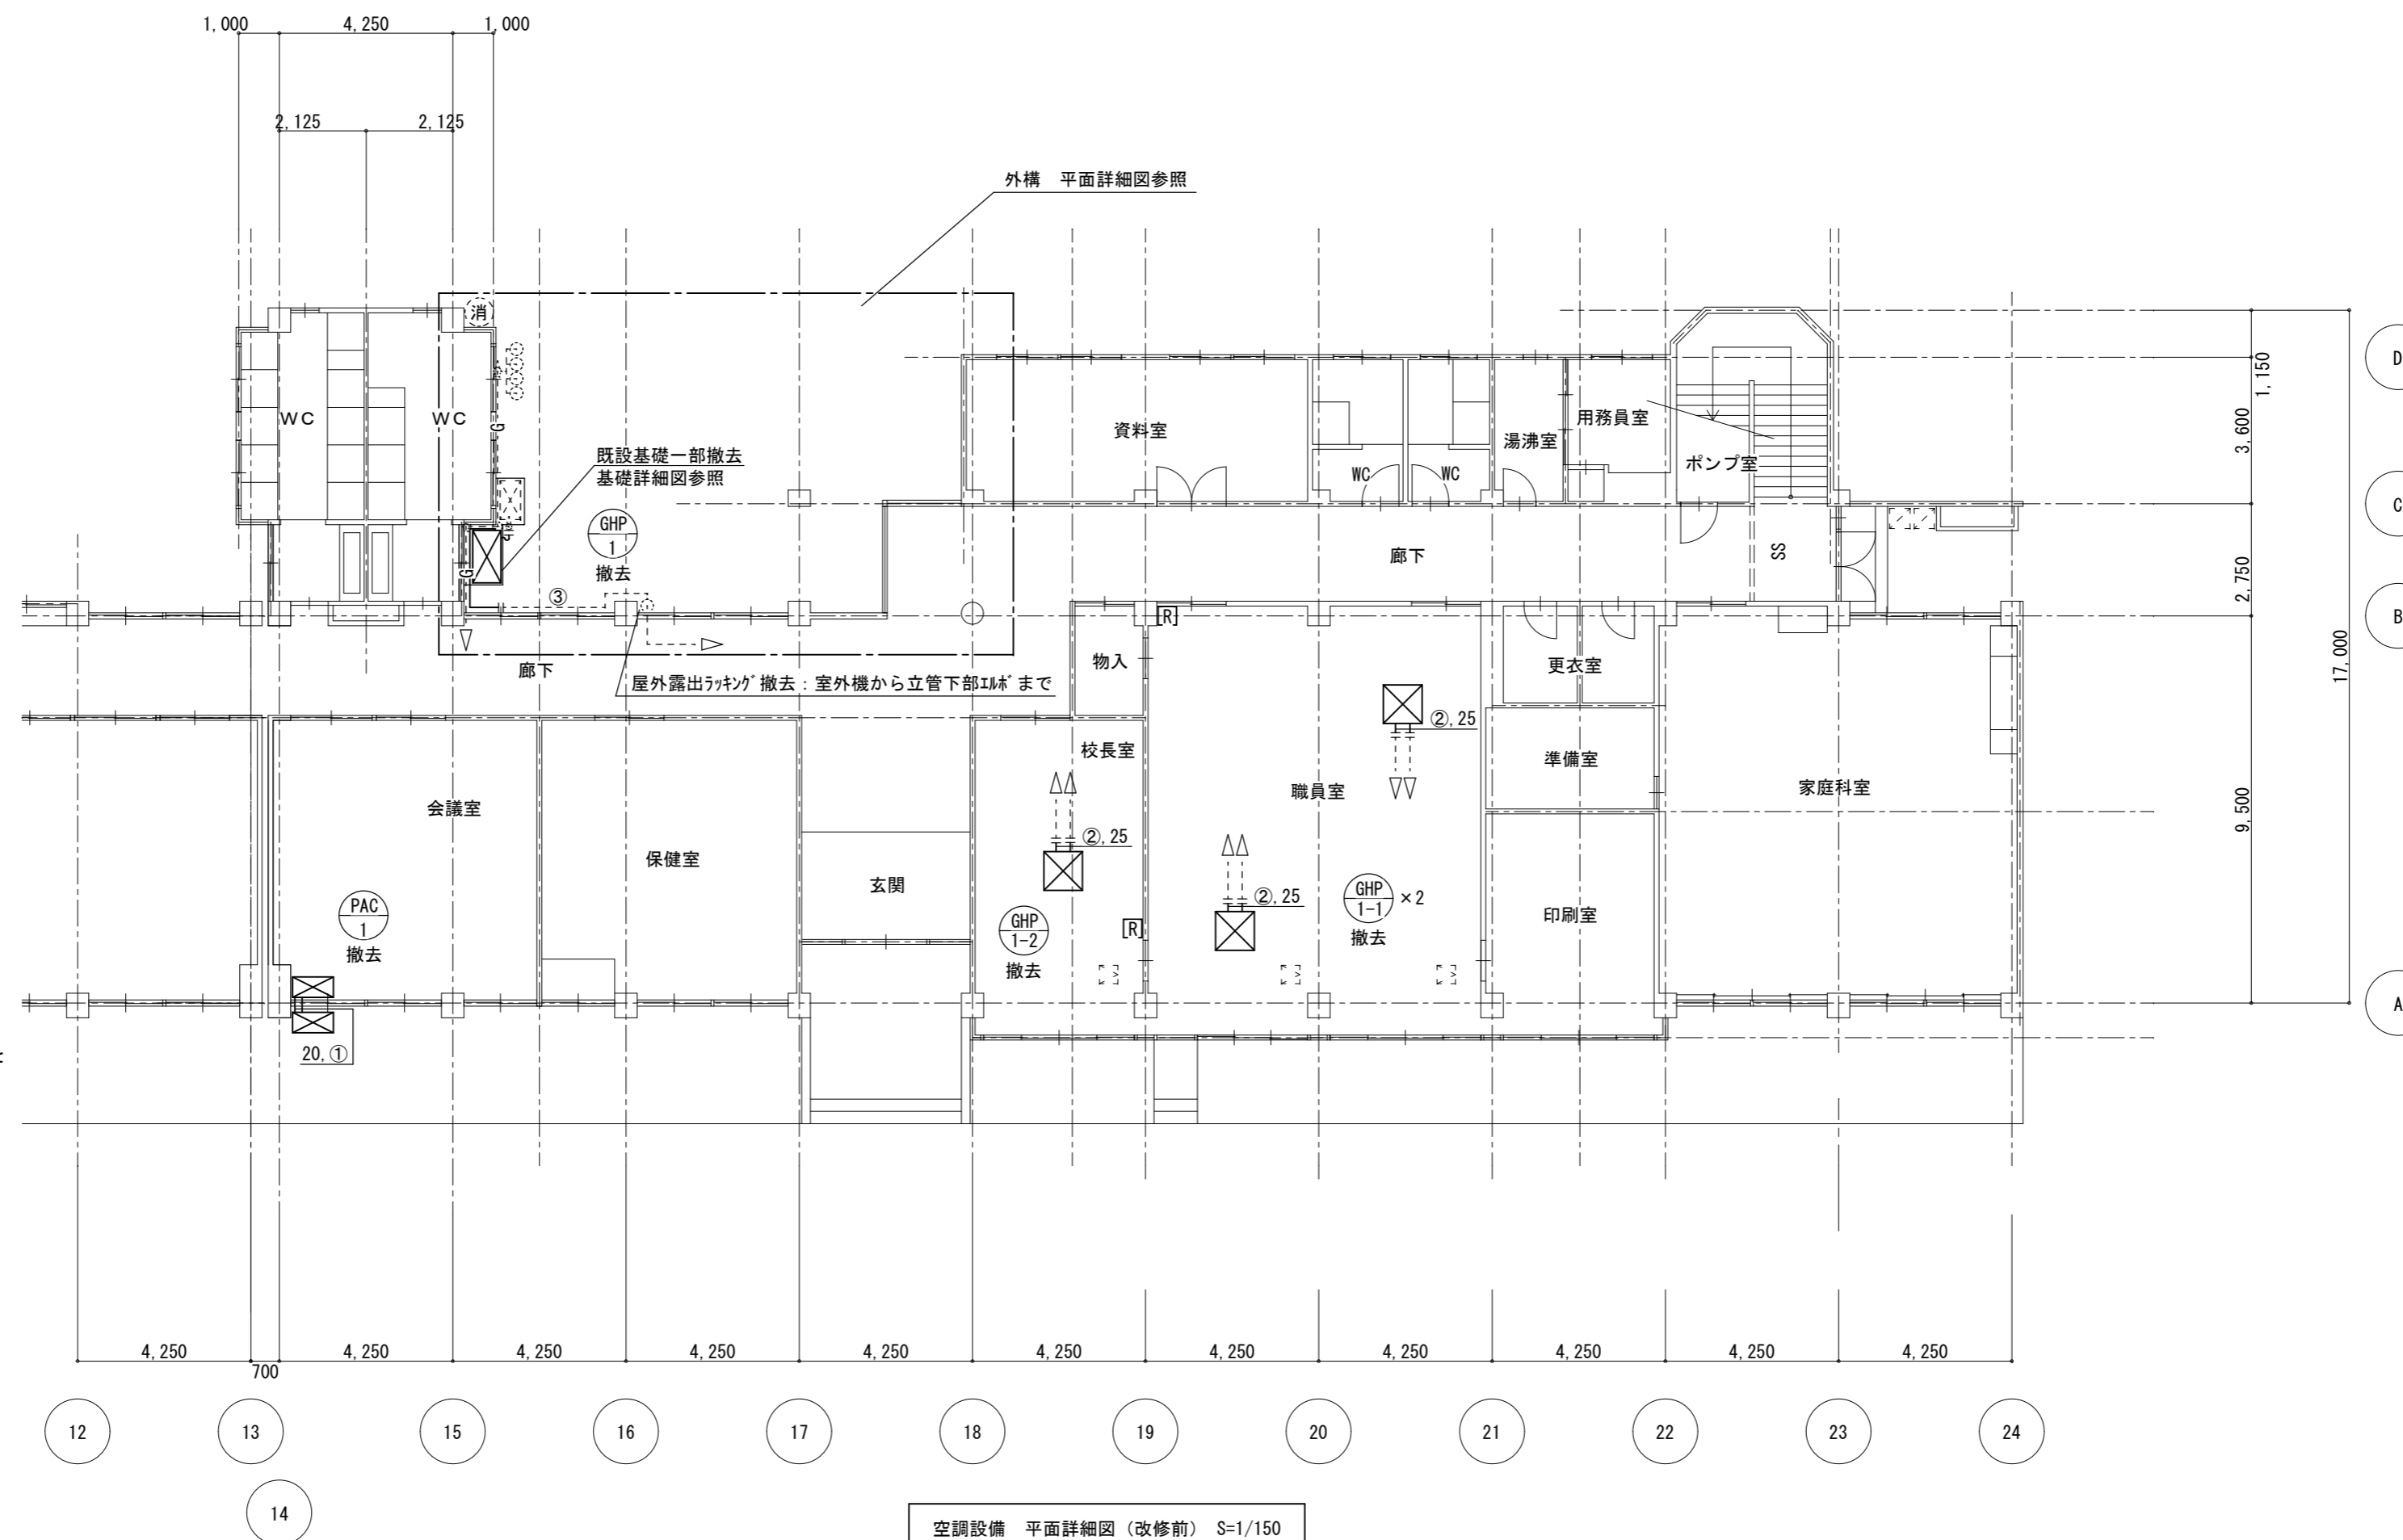 1,000
4,250
1,000
2,125
2,125
外構　平面詳細図参照
消
D
1,150
WC
WC
G
資料室
湯沸室
用務員室
ポンプ室
3,600
既設基礎一部撤去
基礎詳細図参照
WC
WC
C
GHP
1
撤去
廊下
SS
G
③
2,750
B
[R]
17,000
廊下
屋外露出ﾗｯｷﾝｸﾞ撤去：室外機から立管下部ｴﾙﾎﾞまで
物入
更衣室
②,25
校長室
準備室
会議室
職員室
家庭科室
9,500
②,25
保健室
玄関
PAC
1
撤去
②,25
GHP
1-1
×2
撤去
GHP
1-2
撤去
[R]
印刷室
A
20,①
4,250
700
4,250
4,250
4,250
4,250
4,250
4,250
4,250
4,250
4,250
4,250
12
13
15
16
17
18
19
20
21
22
23
24
14
空調設備　平面詳細図（改修前）　S=1/150